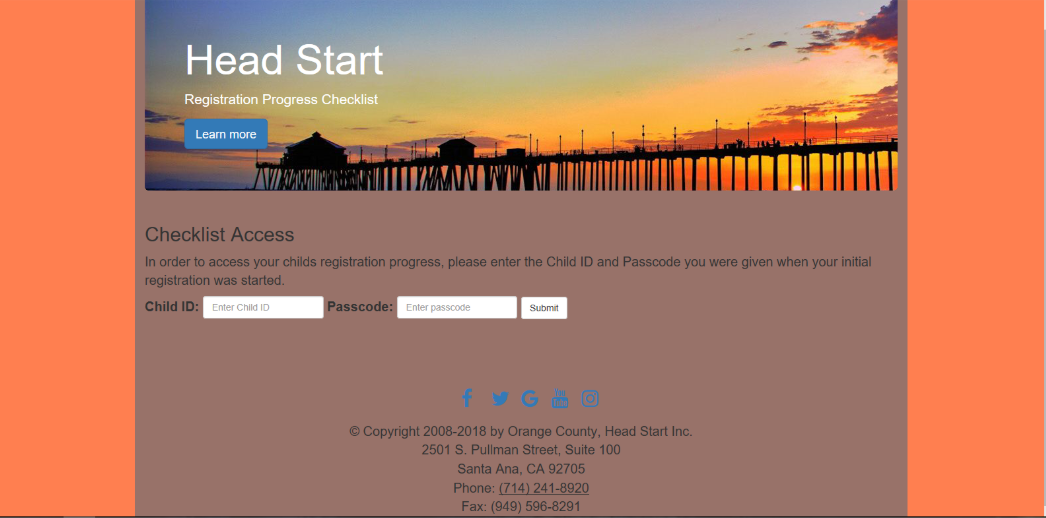 Head Start
Registration Progress Checklist
Learn more
Checklist Access
In order to access your childs registration progress, please enter the Child ID and Passcode you were given when your initial
registration was started.
Child ID: Enter Child ID Passcode: Enter passcode Submit
© Copyright 2008-2018 by Orange County, Head Start Inc.
2501 S. Pullman Street, Suite 100
Santa Ana, CA 92705
Phone: (714) 241-8920
Fax: (949) 596-8291